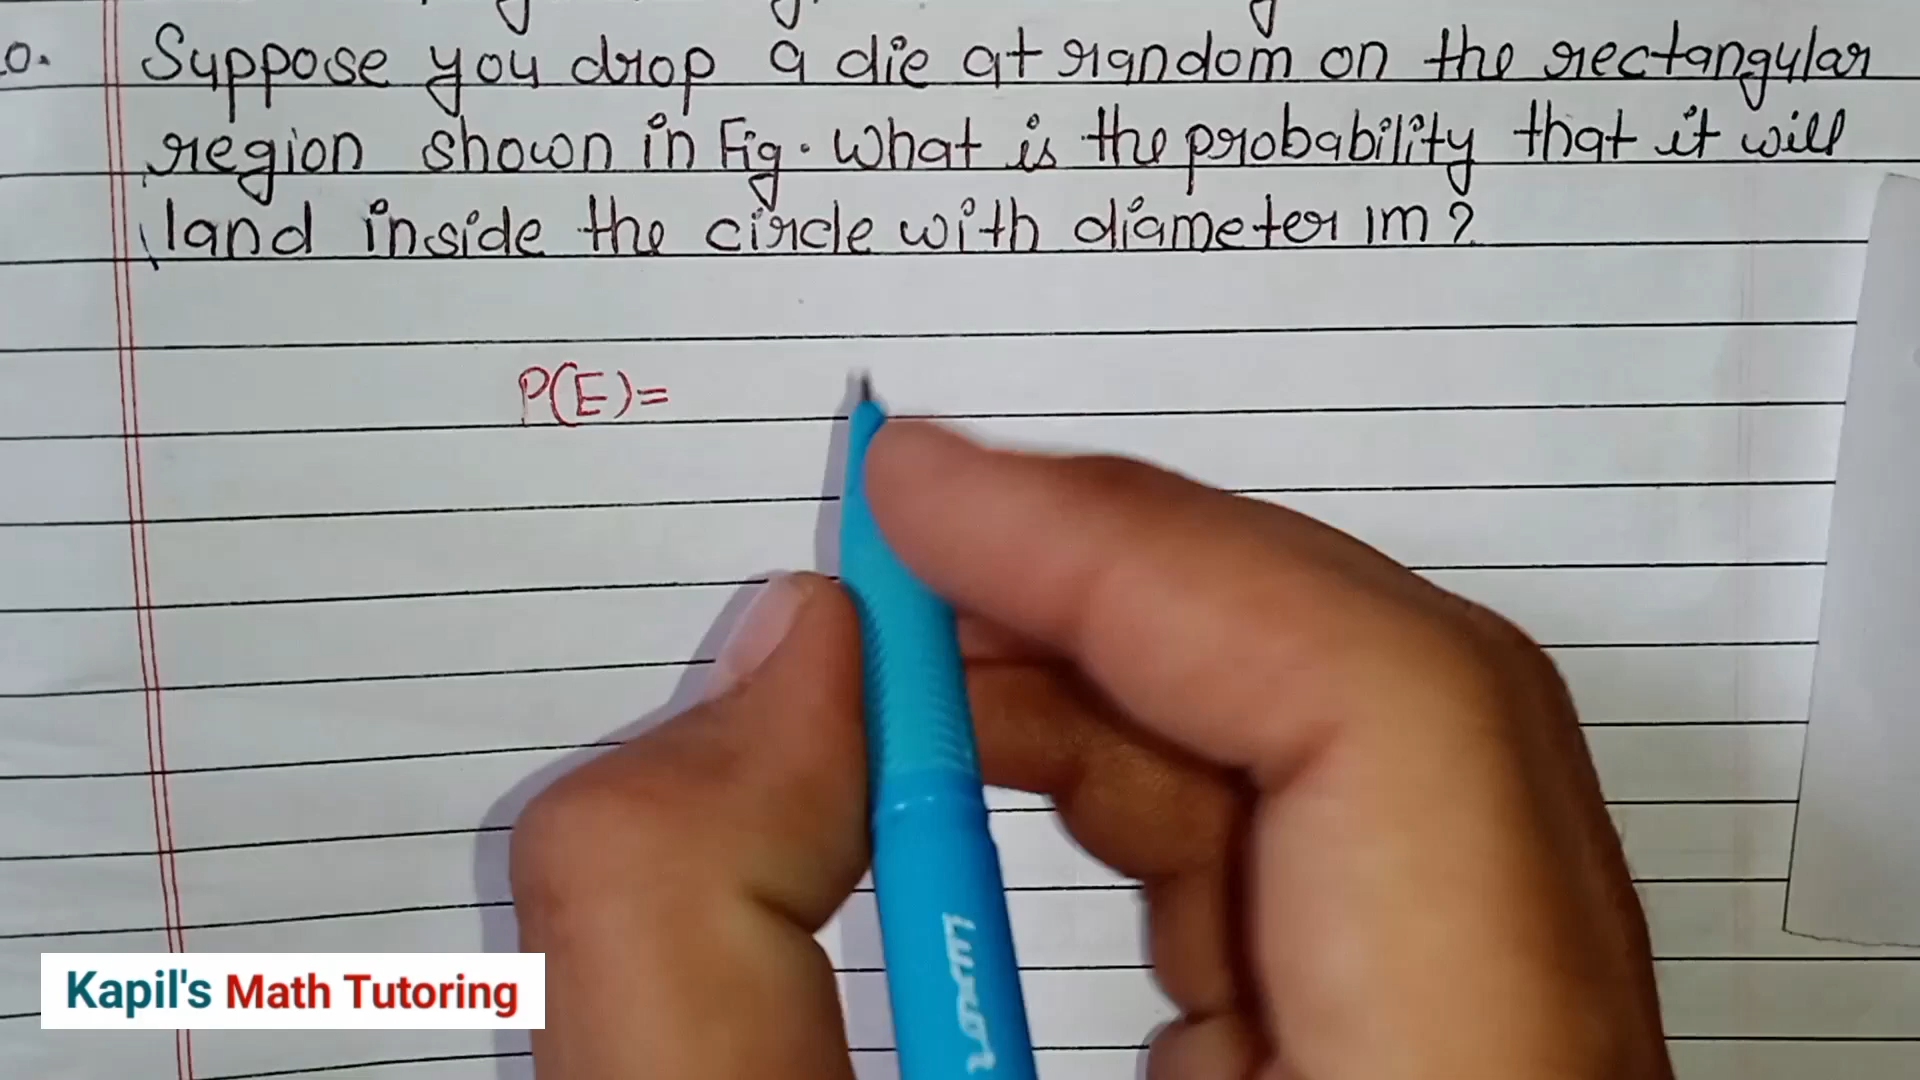 0. Suppose you drop a die at random on the rectangular
region shown in Fig. What is the probability that it will
land inside the circle with diameter 1m?
P(E)=
LUXOR
Kapil's Math Tutoring